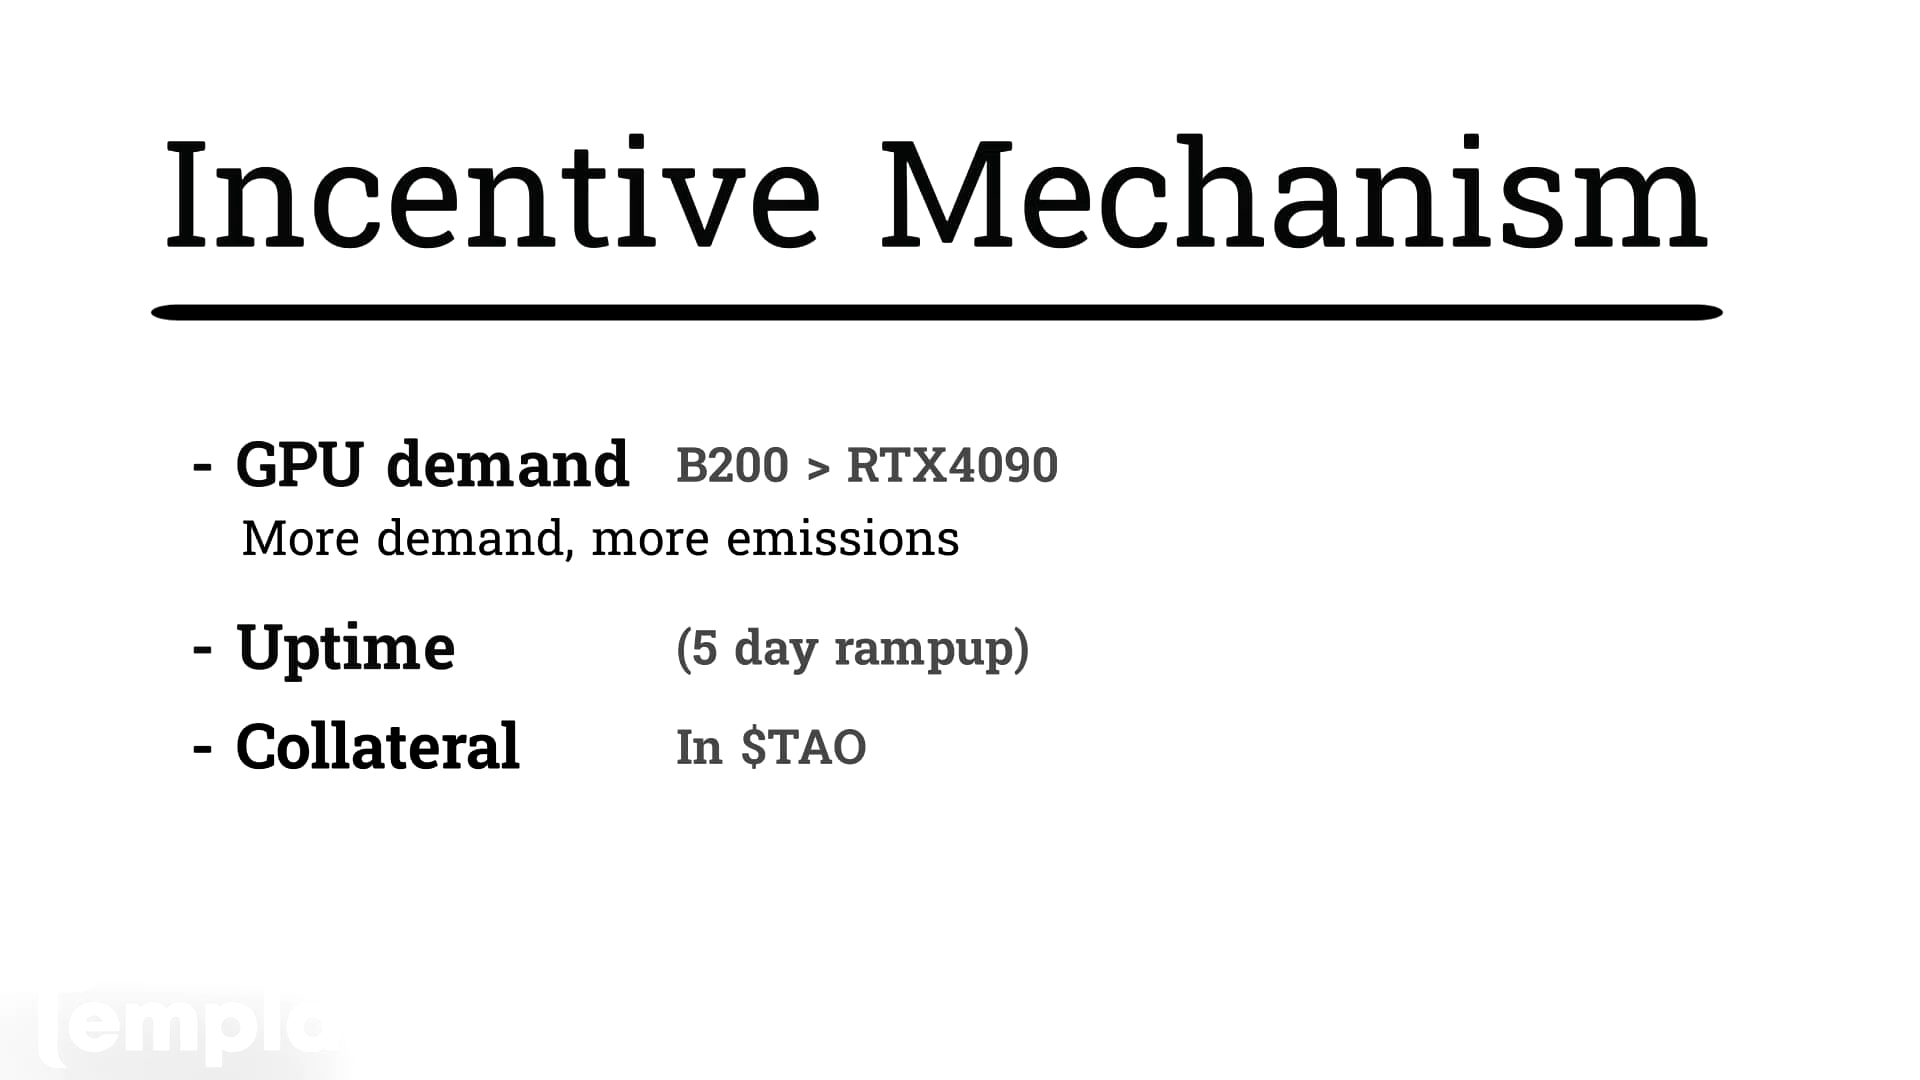 Incentive Mechanism
- GPU demand B200 > RTX4090
More demand, more emissions
- Uptime (5 day rampup)
- Collateral In $TAO